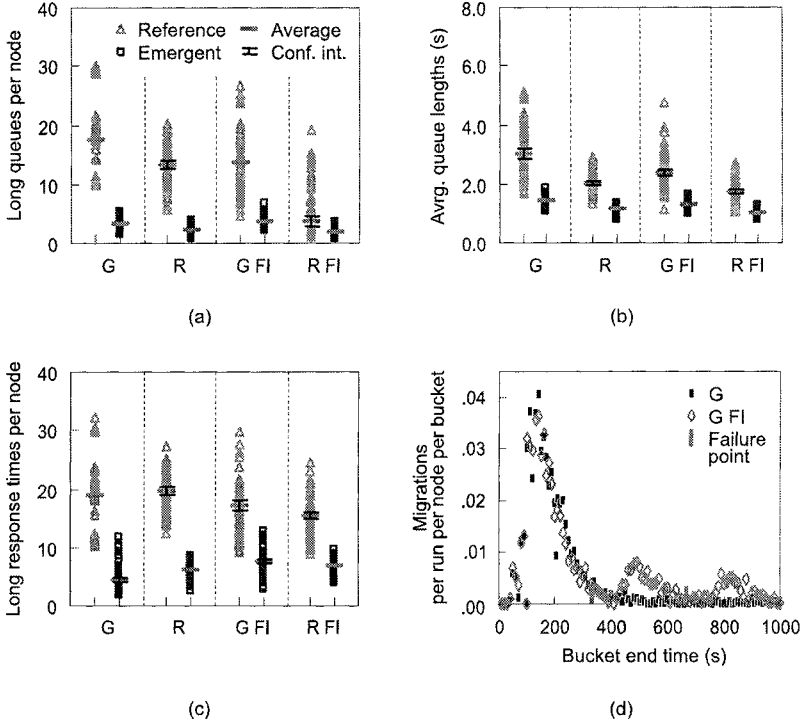 (a)
Long queues per node
40
30
20
10
0
Reference
Average
Emergent
Conf. int.
G
R
G FI
R FI
(b)
Avrg. queue lengths (s)
8.0
6.0
4.0
2.0
0.0
G
R
G FI
R FI
(a)
(b)
Long response times per node
40
30
20
10
0
G
R
G FI
R FI
(c)
Migrations
per run per node per bucket
.04
.03
.02
.01
.00
G
G FI
Failure
point
0
200
400
600
800
1000
Bucket end time (s)
(d)